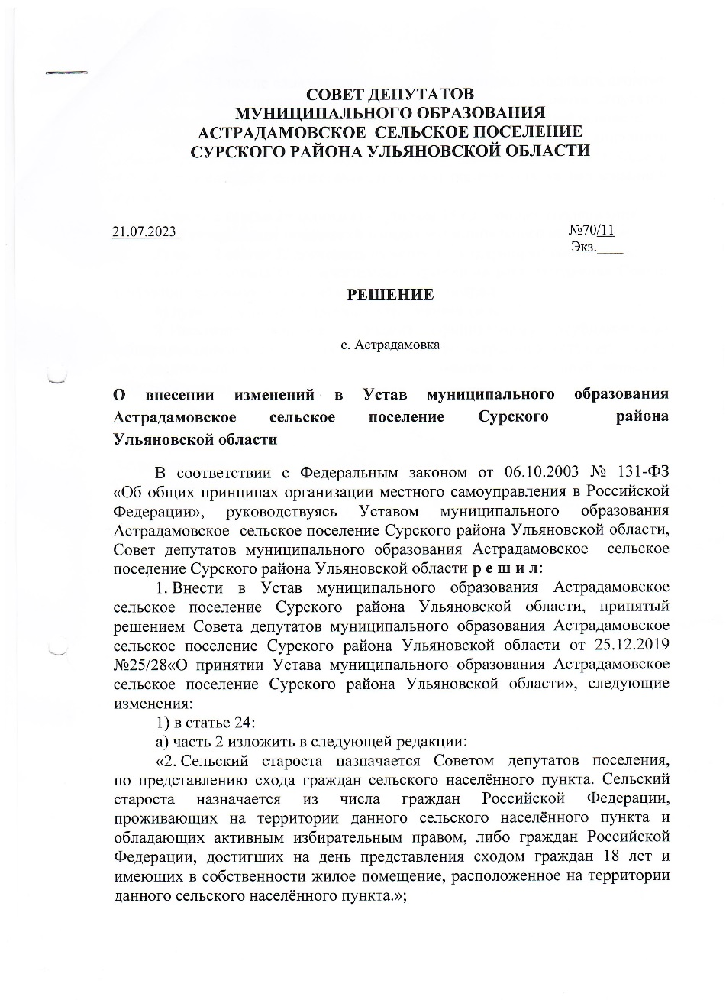 СОВЕТ ДЕПУТАТОВ
МУНИЦИПАЛЬНОГО ОБРАЗОВАНИЯ
АСТРАДАМОВСКОЕ СЕЛЬСКОЕ ПОСЕЛЕНИЕ
СУРСКОГО РАЙОНА УЛЬЯНОВСКОЙ ОБЛАСТИ
21.07.2023 №70/11
Экз.____
РЕШЕНИЕ
с. Астрадамовка
О внесении изменений в Устав муниципального образования
Астрадамовское сельское поселение Сурского района
Ульяновской области
В соответствии с Федеральным законом от 06.10.2003 № 131-ФЗ
«Об общих принципах организации местного самоуправления в Российской
Федерации», руководствуясь Уставом муниципального образования
Астрадамовское сельское поселение Сурского района Ульяновской области,
Совет депутатов муниципального образования Астрадамовское сельское
поселение Сурского района Ульяновской области р е ш и л:
1. Внести в Устав муниципального образования Астрадамовское
сельское поселение Сурского района Ульяновской области, принятый
решением Совета депутатов муниципального образования Астрадамовское
сельское поселение Сурского района Ульяновской области от 25.12.2019
№25/28«О принятии Устава муниципального образования Астрадамовское
сельское поселение Сурского района Ульяновской области», следующие
изменения:
1) в статье 24:
а) часть 2 изложить в следующей редакции:
«2. Сельский староста назначается Советом депутатов поселения,
по представлению схода граждан сельского населённого пункта. Сельский
староста назначается из числа граждан Российской Федерации,
проживающих на территории данного сельского населённого пункта и
обладающих активным избирательным правом, либо граждан Российской
Федерации, достигших на день представления сходом граждан 18 лет и
имеющих в собственности жилое помещение, расположенное на территории
данного сельского населённого пункта.»;